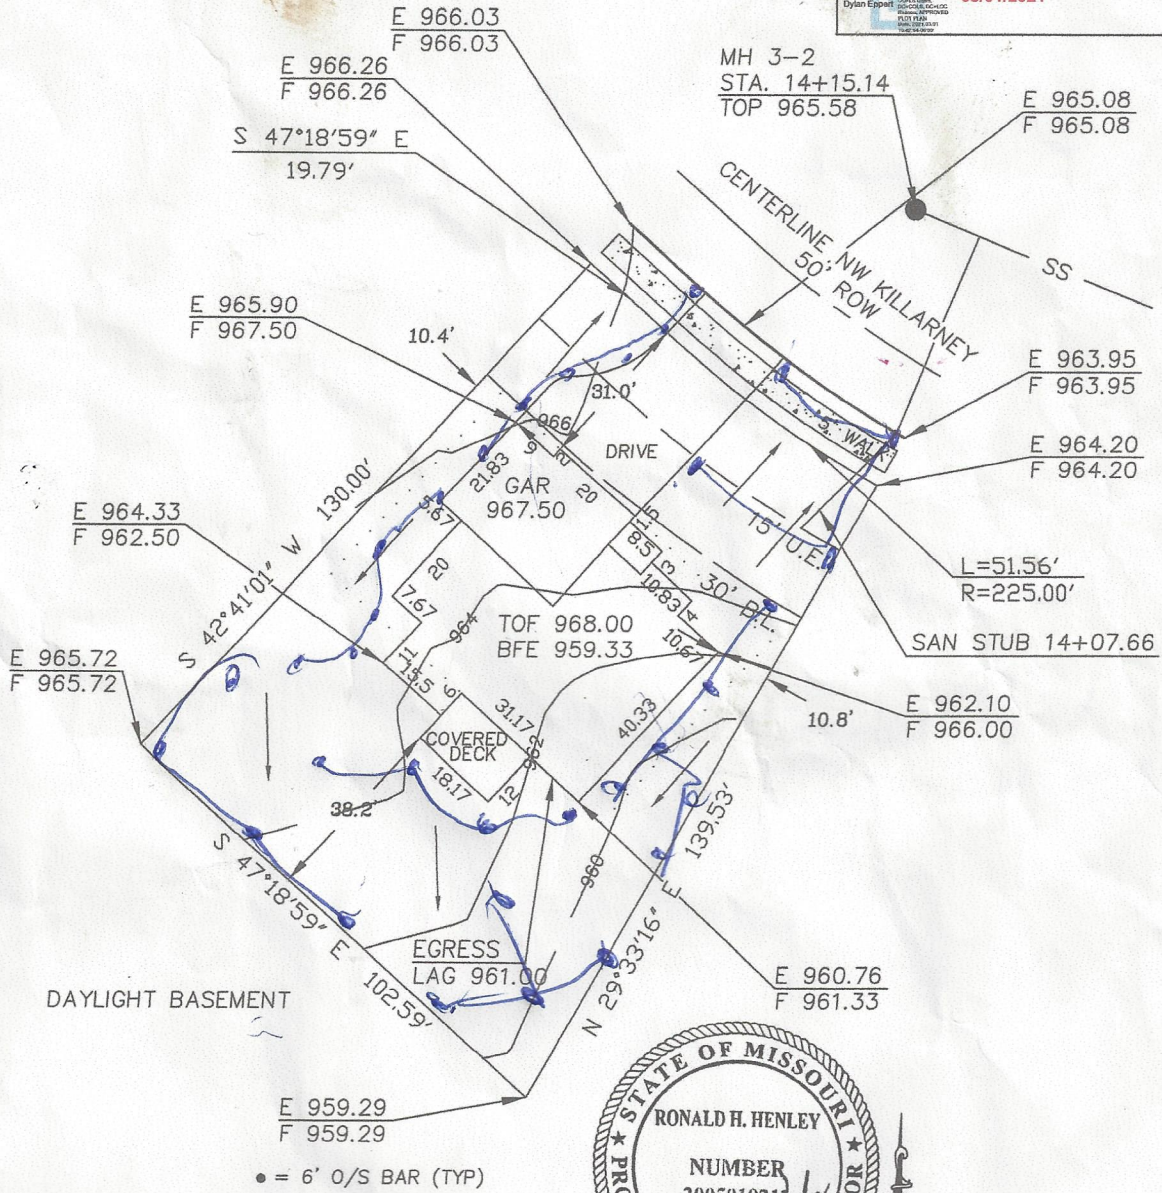 Dylan Eppert
E 966.03
F 966.03
E 966.26
F 966.26
MH 3-2
STA. 14+15.14
TOP 965.58
E 965.08
F 965.08
S 47°18'59" E
19.79'
CENTERLINE NW KILLARNEY
50' ROW
SS
E 965.90
F 967.50
10.4'
31.0'
966
5' WALK
E 963.95
F 963.95
E 964.20
F 964.20
DRIVE
9
2
20
21.83
GAR
967.50
130.00'
S 42°41'01" W
E 964.33
F 962.50
5.67
20
7.67
11
15.5
6
964
1.5
8.5
3
10.83
4
10.67
15' U.E.
30' B.L.
L=51.56'
R=225.00'
SAN STUB 14+07.66
TOF 968.00
BFE 959.33
E 965.72
F 965.72
E 962.10
F 966.00
10.8'
40.33
31.17
COVERED
DECK
18.17
12
962
38.2'
139.53'
960
S 47°18'59" E
102.59'
N 29°33'16" E
EGRESS
LAG 961.00
DAYLIGHT BASEMENT
E 960.76
F 961.33
E 959.29
F 959.29
● = 6' O/S BAR (TYP)
STATE OF MISSOURI
RONALD H. HENLEY
NUMBER